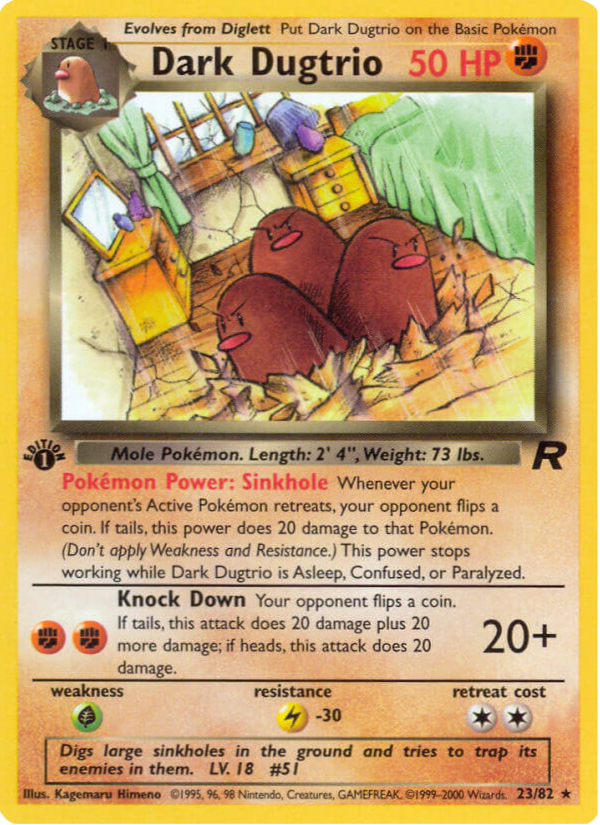 Evolves from Diglett Put Dark Dugtrio on the Basic Pokémon
STAGE 1
Dark Dugtrio 50 HP
Mole Pokémon. Length: 2' 4", Weight: 73 lbs.
EDITION
1
R
Pokémon Power: Sinkhole Whenever your
opponent's Active Pokémon retreats, your opponent flips a
coin. If tails, this power does 20 damage to that Pokémon.
(Don't apply Weakness and Resistance.) This power stops
working while Dark Dugtrio is Asleep, Confused, or Paralyzed.
Knock Down Your opponent flips a coin.
If tails, this attack does 20 damage plus 20
more damage; if heads, this attack does 20
damage.
20+
weakness resistance retreat cost
-30
Digs large sinkholes in the ground and tries to trap its
enemies in them. LV. 18 #51
Illus. Kagemaru Himeno ©1995, 96, 98 Nintendo, Creatures, GAMEFREAK. ©1999-2000 Wizards. 23/82 ★